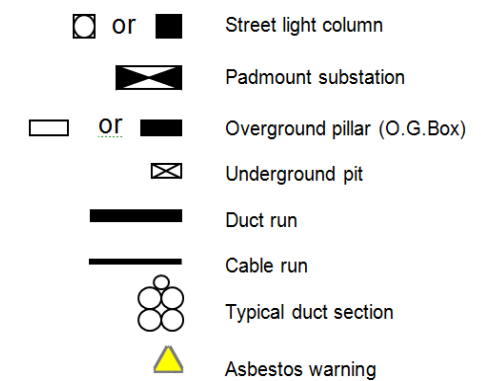 or Street light column
Padmount substation
or Overground pillar (O.G.Box)
Underground pit
Duct run
Cable run
Typical duct section
Asbestos warning